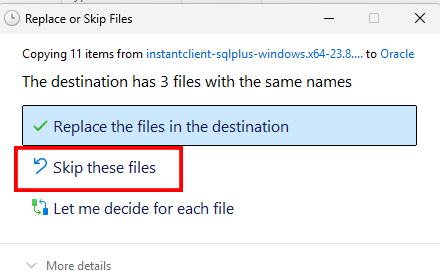 Replace or Skip Files
Copying 11 items from instantclient-sqlplus-windows.x64-23.8.... to Oracle
The destination has 3 files with the same names
Replace the files in the destination
Skip these files
Let me decide for each file
More details